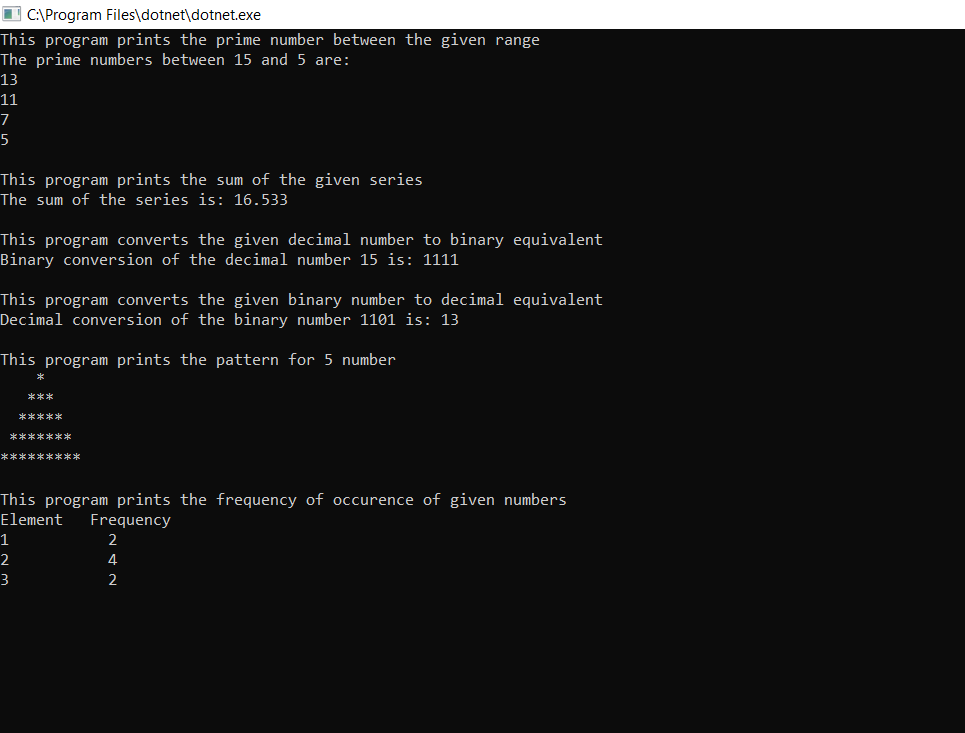 C:\Program Files\dotnet\dotnet.exe
This program prints the prime number between the given range
The prime numbers between 15 and 5 are:
13
11
7
5

This program prints the sum of the given series
The sum of the series is: 16.533

This program converts the given decimal number to binary equivalent
Binary conversion of the decimal number 15 is: 1111

This program converts the given binary number to decimal equivalent
Decimal conversion of the binary number 1101 is: 13

This program prints the pattern for 5 number
    *
   ***
  *****
 *******
*********

This program prints the frequency of occurence of given numbers
Element   Frequency
1           2
2           4
3           2